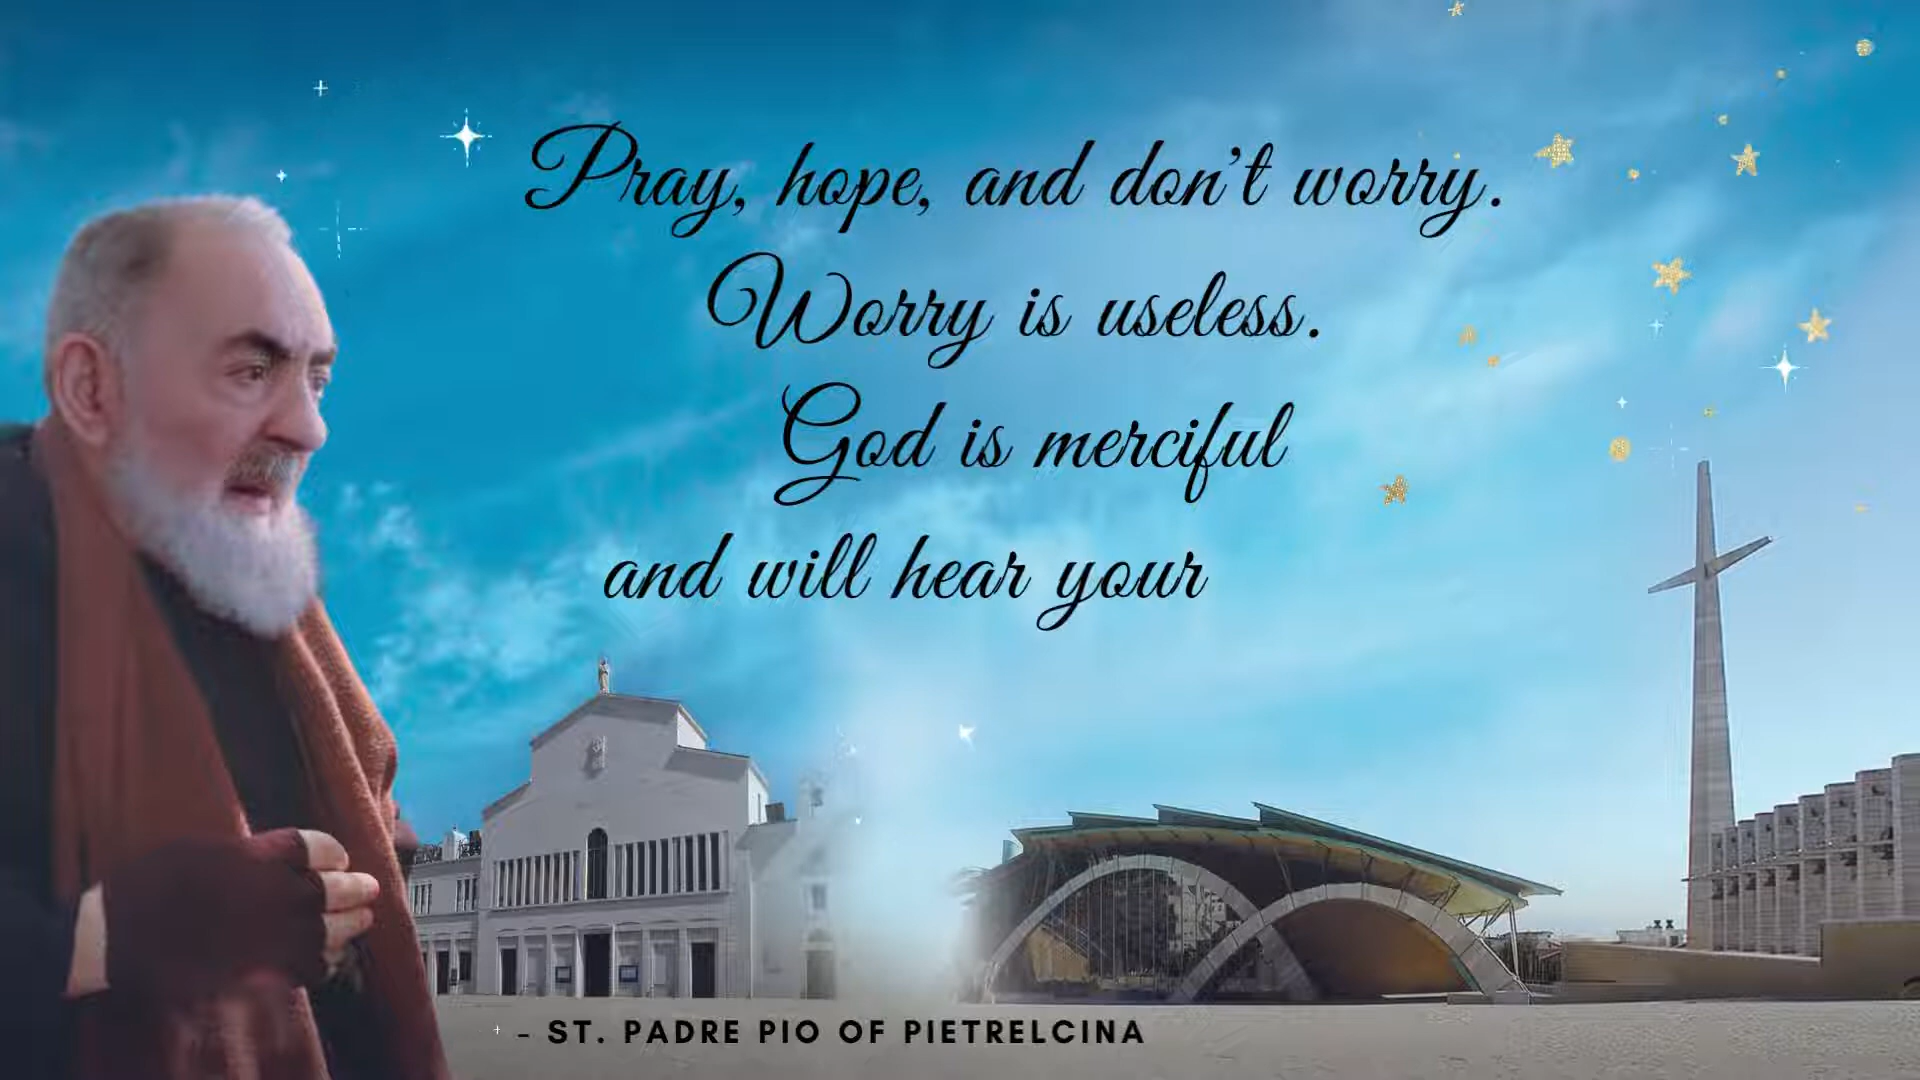 Pray, hope, and don't worry.
Worry is useless.
God is merciful
and will hear your
- ST. PADRE PIO OF PIETRELCINA